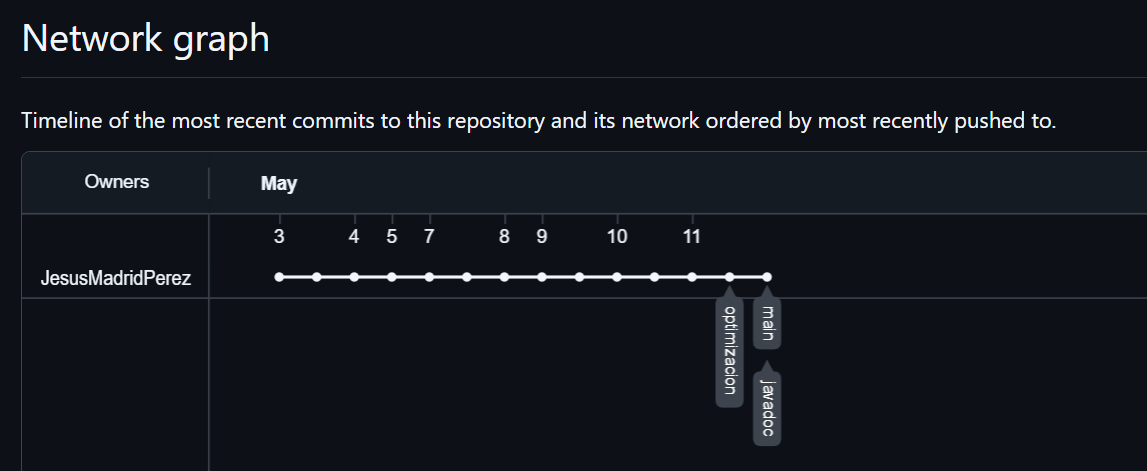 Network graph
Timeline of the most recent commits to this repository and its network ordered by most recently pushed to.
Owners
May
3 4 5 7 8 9 10 11
JesusMadridPerez
optimizacion
main
javadoc